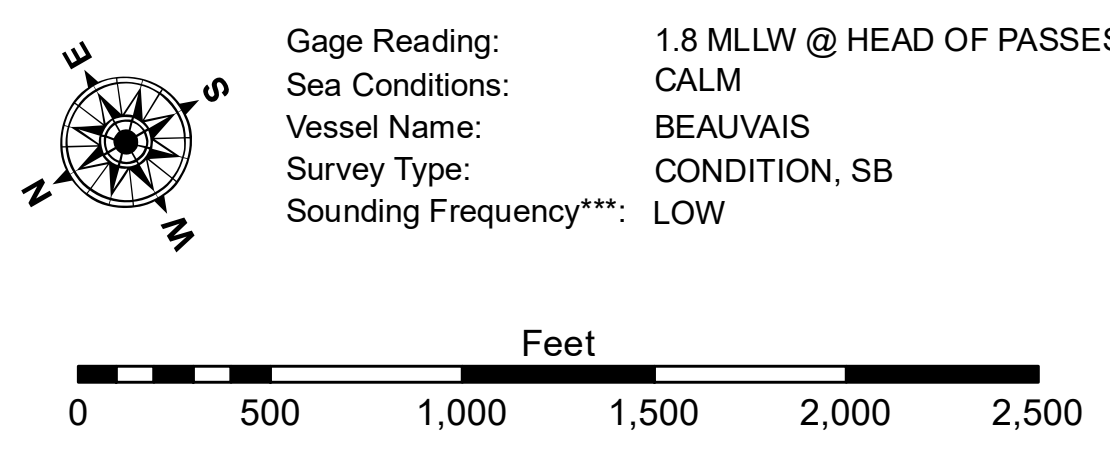 E
S
N
W
Gage Reading: 1.8 MLLW @ HEAD OF PASSES
Sea Conditions: CALM
Vessel Name: BEAUVAIS
Survey Type: CONDITION, SB
Sounding Frequency***: LOW
Feet
0 500 1,000 1,500 2,000 2,500